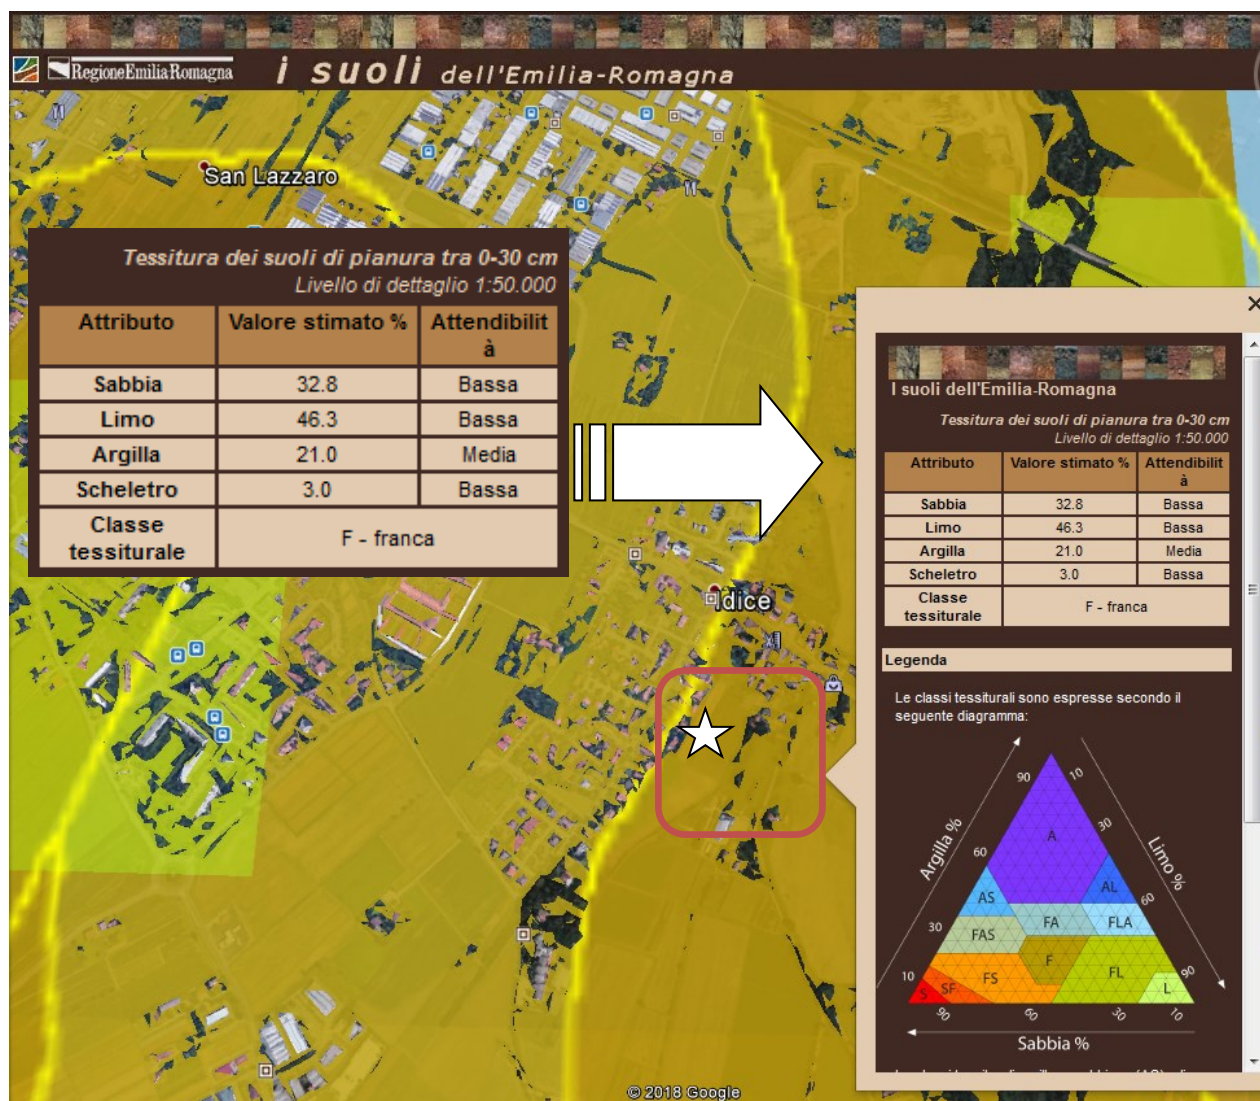 RegioneEmiliaRomagna
i suoli dell'Emilia-Romagna
San Lazzaro
Tessitura dei suoli di pianura tra 0-30 cm
Livello di dettaglio 1:50.000
Attributo Valore stimato % Attendibilit
à
Sabbia 32.8 Bassa
Limo 46.3 Bassa
Argilla 21.0 Media
Scheletro 3.0 Bassa
Classe
tessiturale F - franca
Idice
I suoli dell'Emilia-Romagna
Tessitura dei suoli di pianura tra 0-30 cm
Livello di dettaglio 1:50.000
Attributo Valore stimato % Attendibilit
à
Sabbia 32.8 Bassa
Limo 46.3 Bassa
Argilla 21.0 Media
Scheletro 3.0 Bassa
Classe
tessiturale F - franca
Legenda
Le classi tessiturali sono espresse secondo il
seguente diagramma:
90 10
Argilla % A 30 Limo %
60
AS AL 60
30 FAS FA FLA
10 S SF FS F FL L 90
90 60 30 10
Sabbia %
© 2018 Google